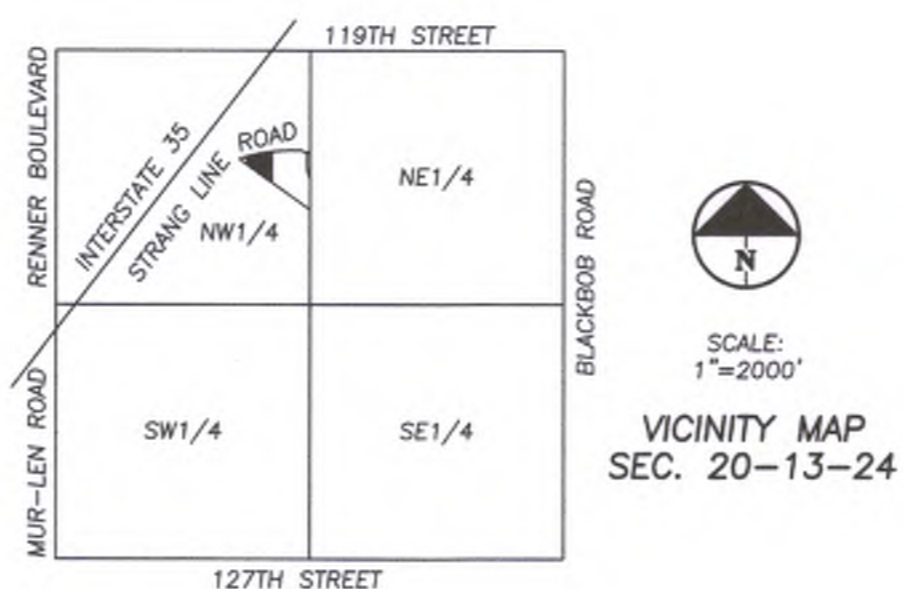 119TH STREET
RENNER BOULEVARD
INTERSTATE 35
STRANG LINE
ROAD
NW1/4
NE1/4
BLACKBOB ROAD
N
SCALE:
1"=2000'
MUR-LEN ROAD
SW1/4
SE1/4
VICINITY MAP
SEC. 20-13-24
127TH STREET